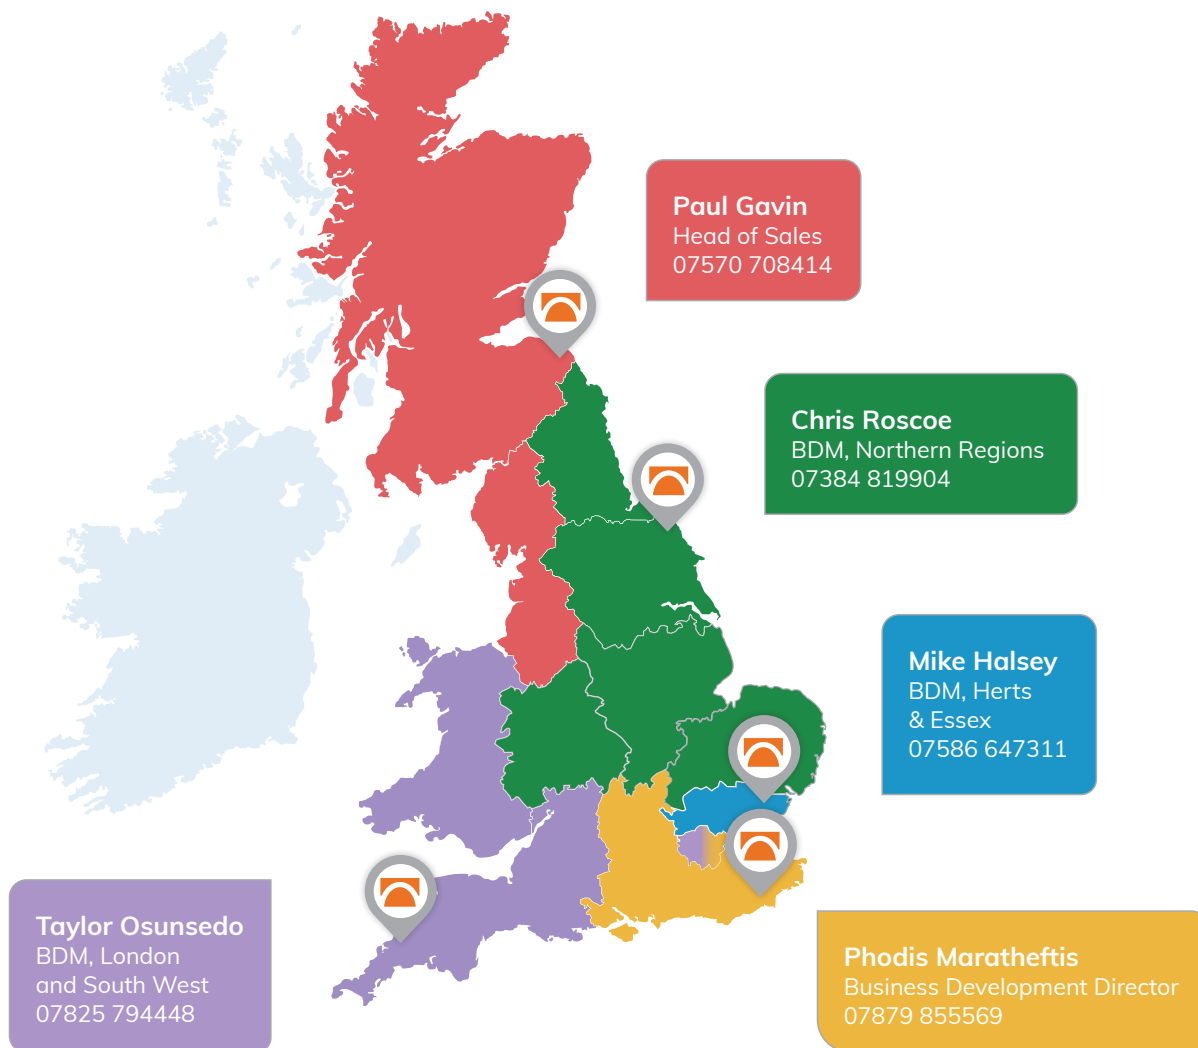 Paul Gavin
Head of Sales
07570 708414
Chris Roscoe
BDM, Northern Regions
07384 819904
Mike Halsey
BDM, Herts
& Essex
07586 647311
Taylor Osunsedo
BDM, London
and South West
07825 794448
Phodis Maratheftis
Business Development Director
07879 855569